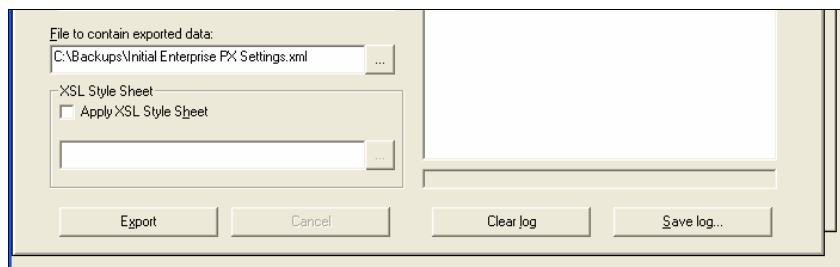 File to contain exported data:
C:\Backups\Initial Enterprise PX Settings.xml
...
XSL Style Sheet
Apply XSL Style Sheet
...
Export Cancel Clear log Save log...